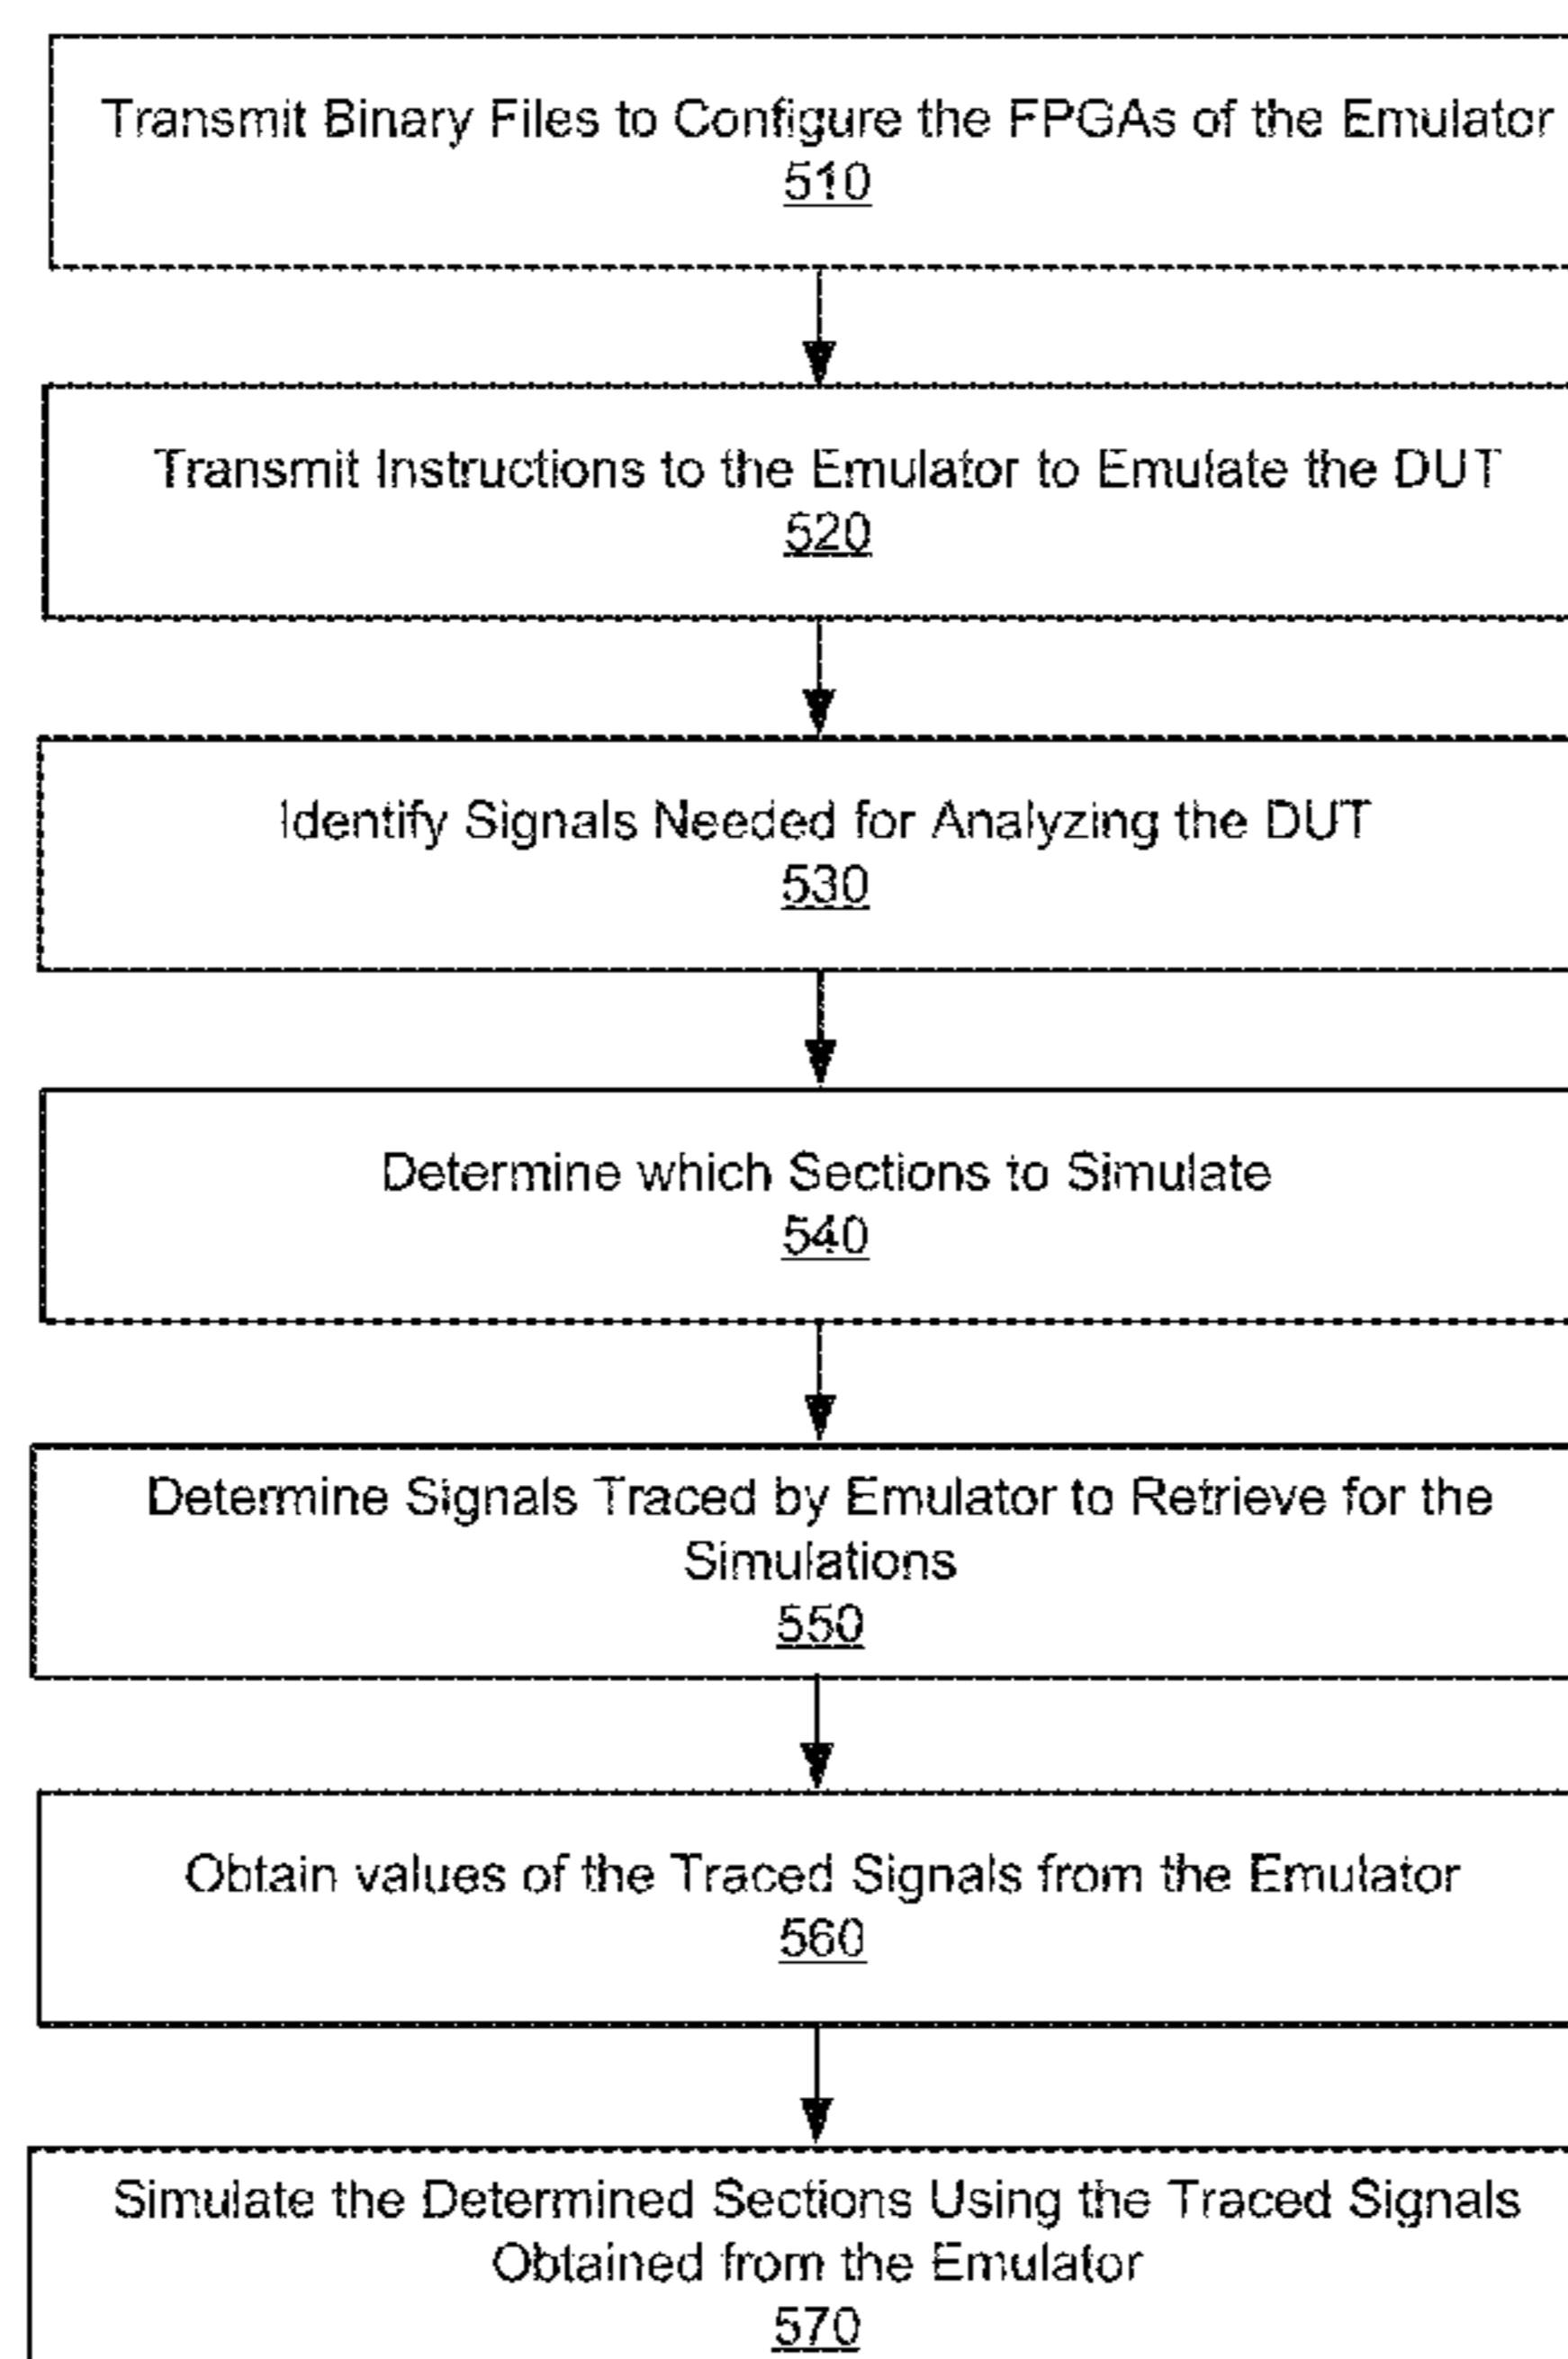 Transmit Binary Files to Configure the FPGAs of the Emulator
510
Transmit Instructions to the Emulator to Emulate the DUT
520
Identify Signals Needed for Analyzing the DUT
530
Determine which Sections to Simulate
540
Determine Signals Traced by Emulator to Retrieve for the
Simulations
550
Obtain values of the Traced Signals from the Emulator
560
Simulate the Determined Sections Using the Traced Signals
Obtained from the Emulator
570